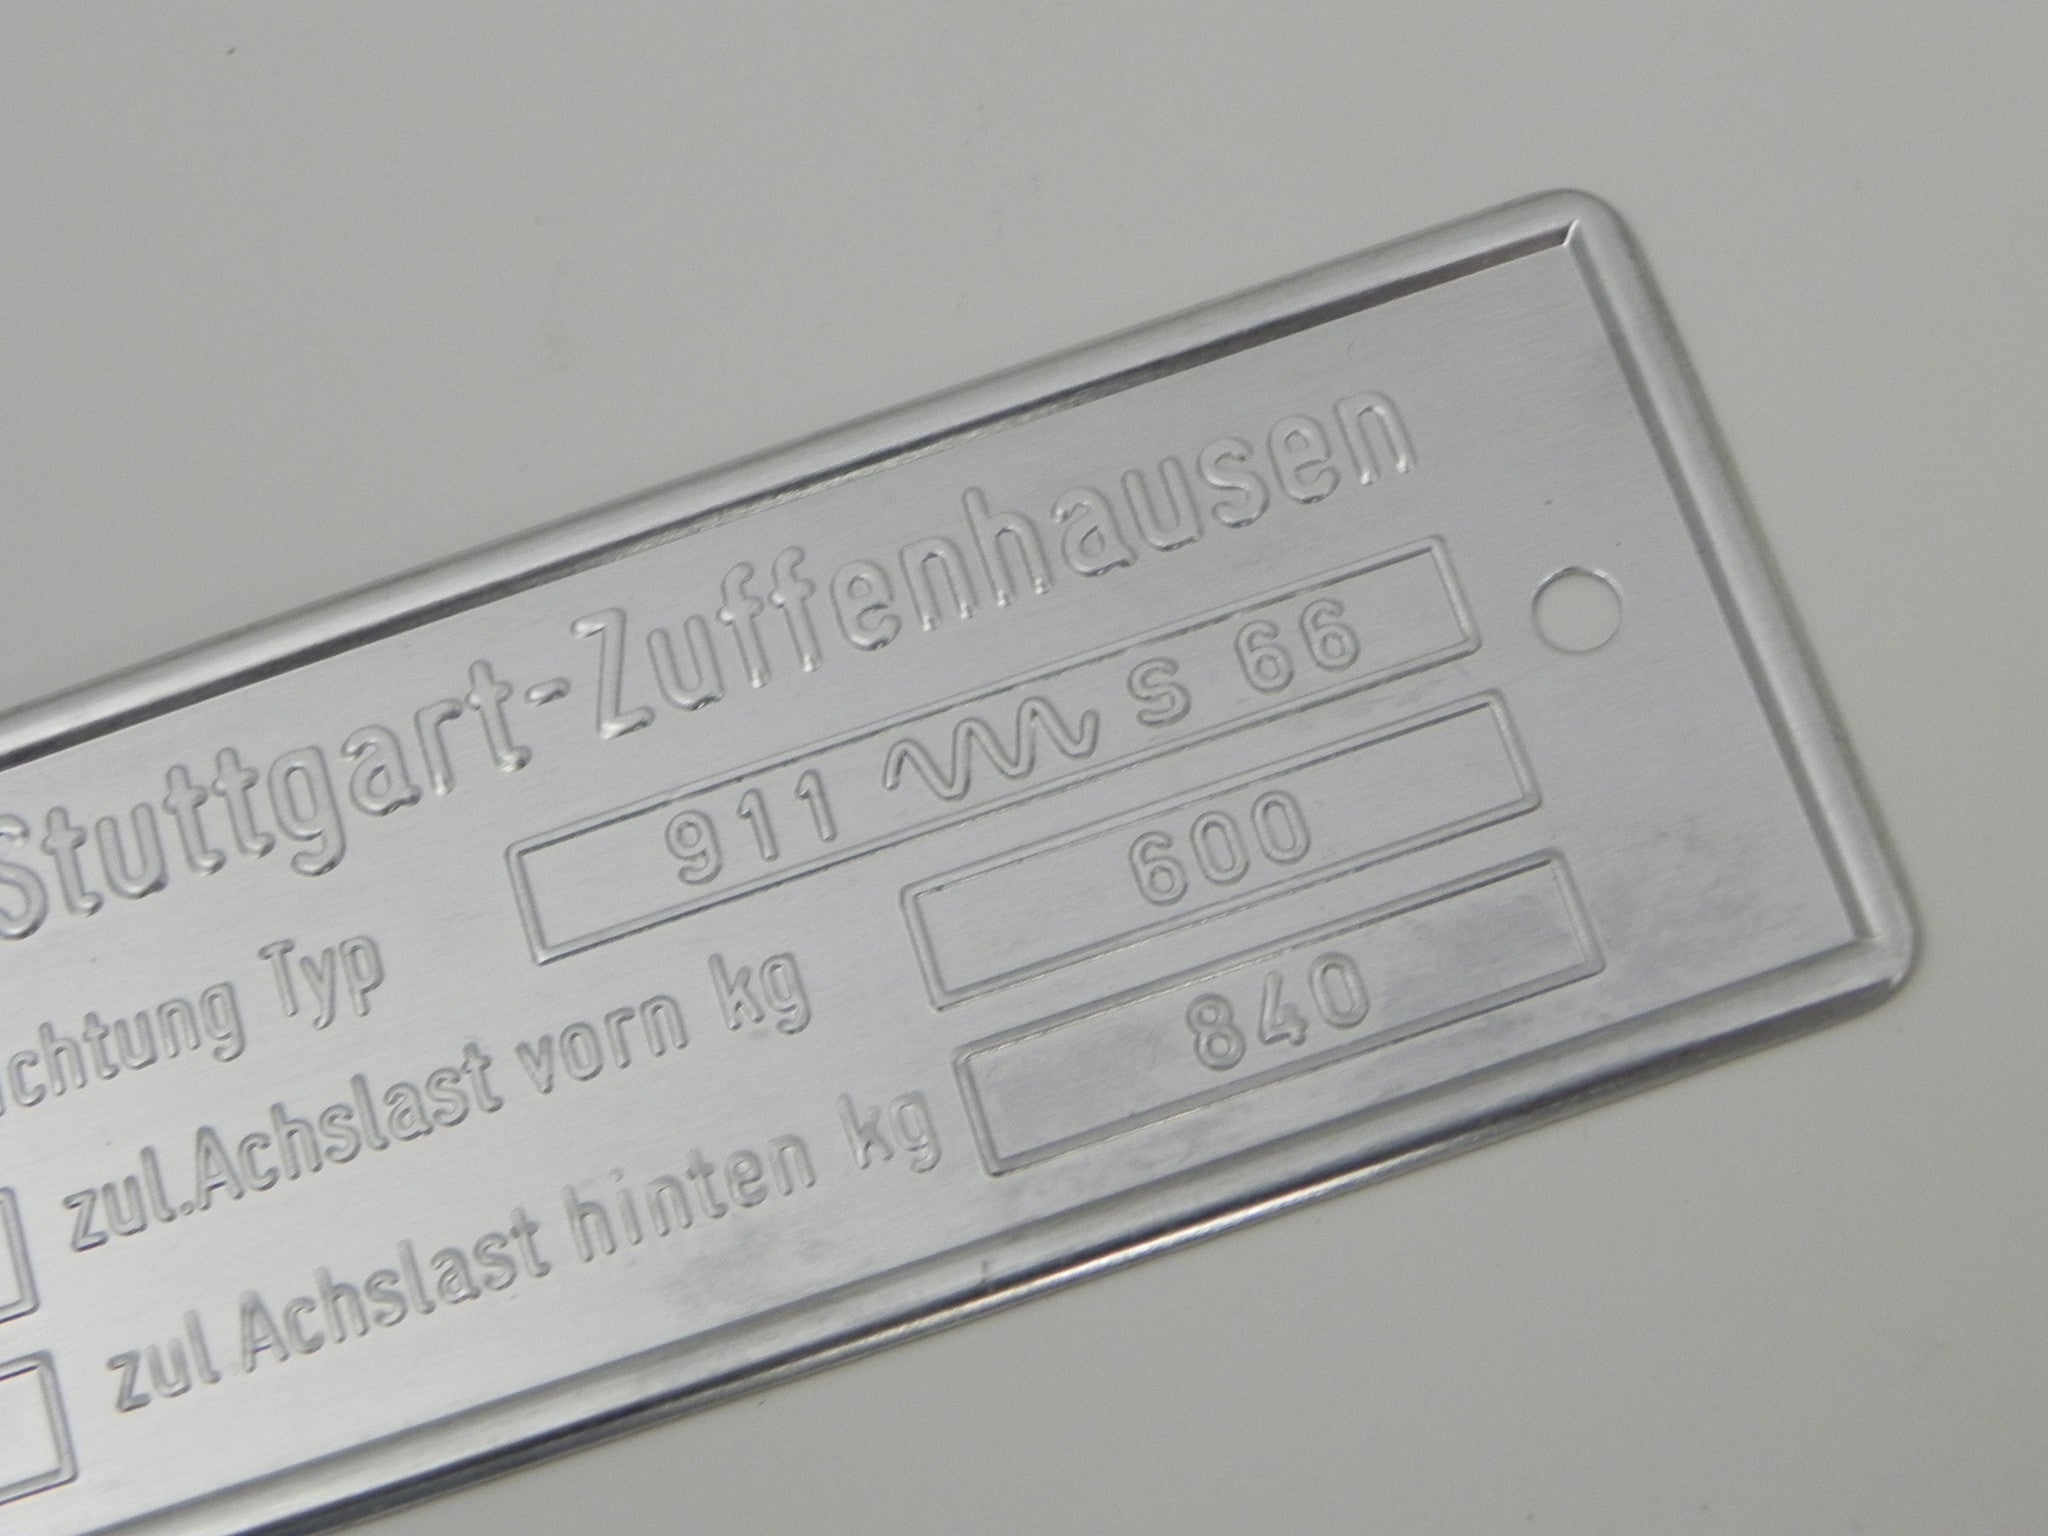 Stuttgart-Zuffenhausen
chtung Typ 911 S 66
zul.Achslast vorn kg 600
zul Achslast hinten kg 840